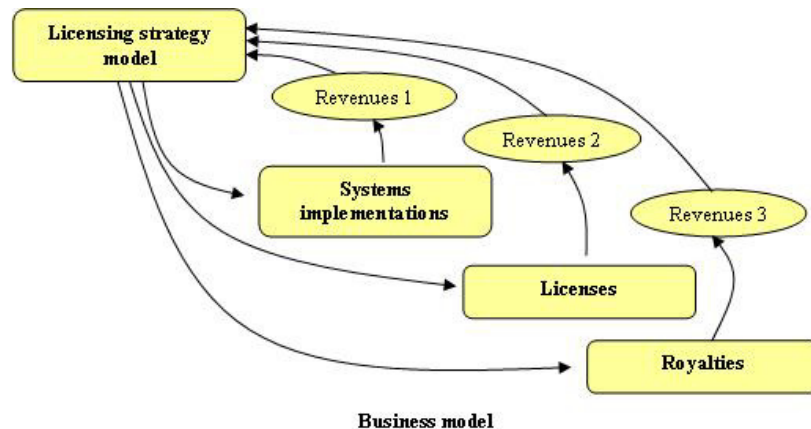 Licensing strategy
model
Revenues 1
Revenues 2
Systems
implementations
Revenues 3
Licenses
Royalties
Business model